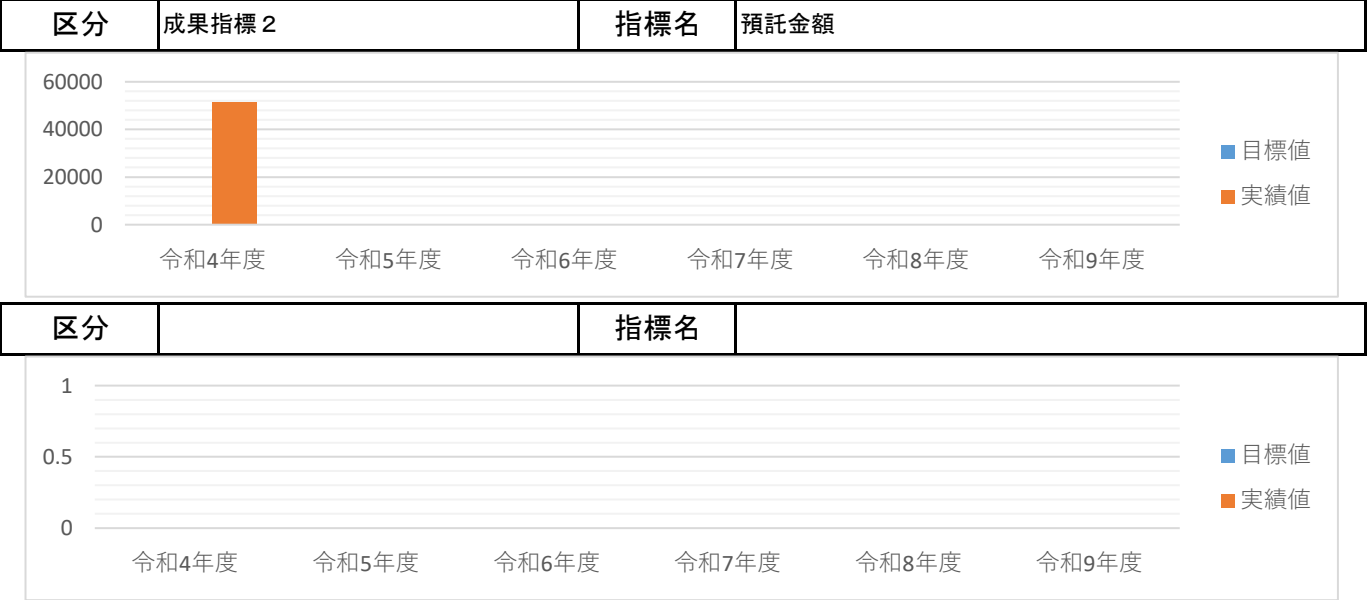 区分 成果指標２ 指標名 預託金額
60000
40000
20000
0
令和4年度 令和5年度 令和6年度 令和7年度 令和8年度 令和9年度
目標値
実績値
区分 指標名
1
0.5
0
令和4年度 令和5年度 令和6年度 令和7年度 令和8年度 令和9年度
目標値
実績値